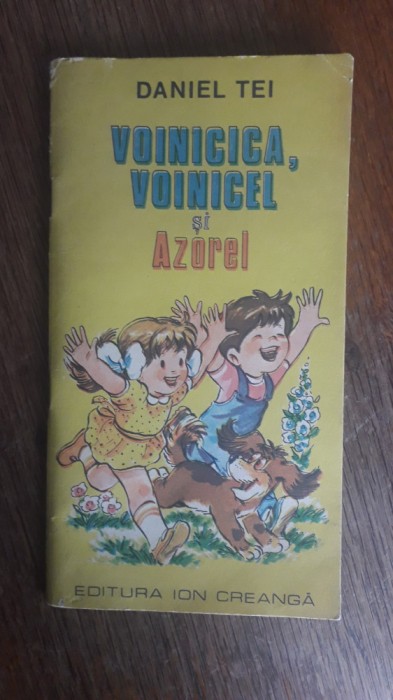 DANIEL TEI
VOINICICA,
VOINICEL
și
Azorel
EDITURA ION CREANGĂ